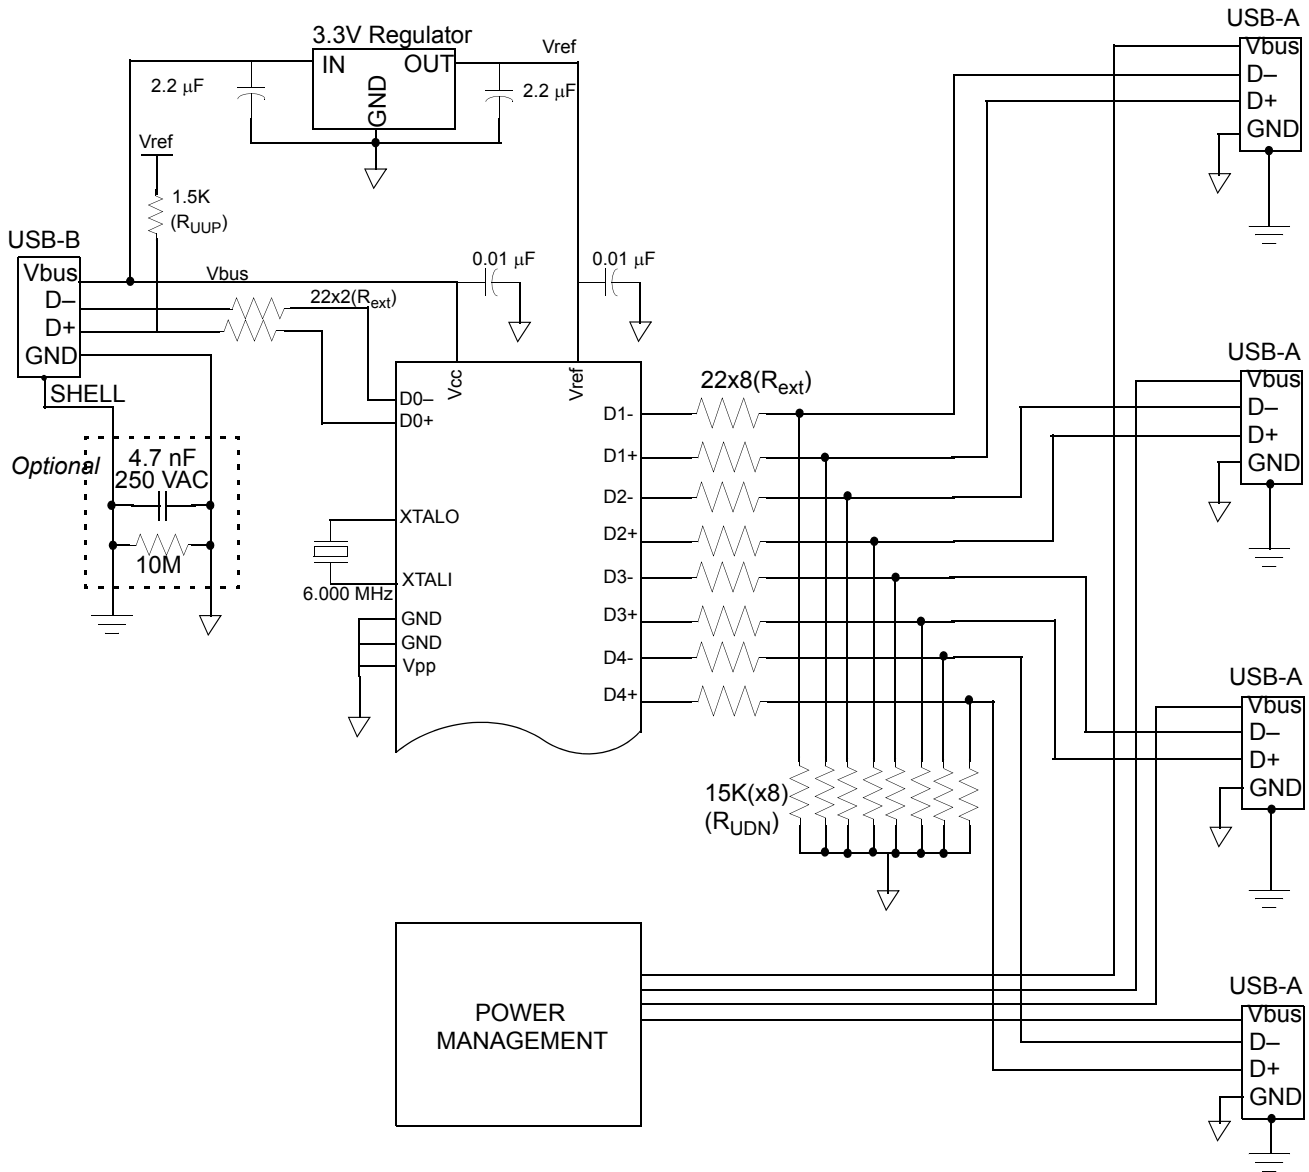 USB-A
3.3V Regulator
Vref
Vbus
IN
OUT
D–
2.2 μF
GND
2.2 μF
D+
GND
Vref
1.5K
(RUUP)
USB-B
Vbus
Vbus
0.01 μF
0.01 μF
D–
22x2(Rext)
D+
GND
SHELL
Vcc
Vref
D0–
D0+
22x8(Rext)
D1-
D1+
D2-
D2+
D3-
D3+
D4-
D4+
USB-A
Vbus
D–
D+
GND
Optional
4.7 nF
250 VAC
10M
XTALO
XTALI
6.000 MHz
GND
GND
Vpp
USB-A
Vbus
D–
D+
GND
15K(x8)
(RUDN)
POWER
MANAGEMENT
USB-A
Vbus
D–
D+
GND